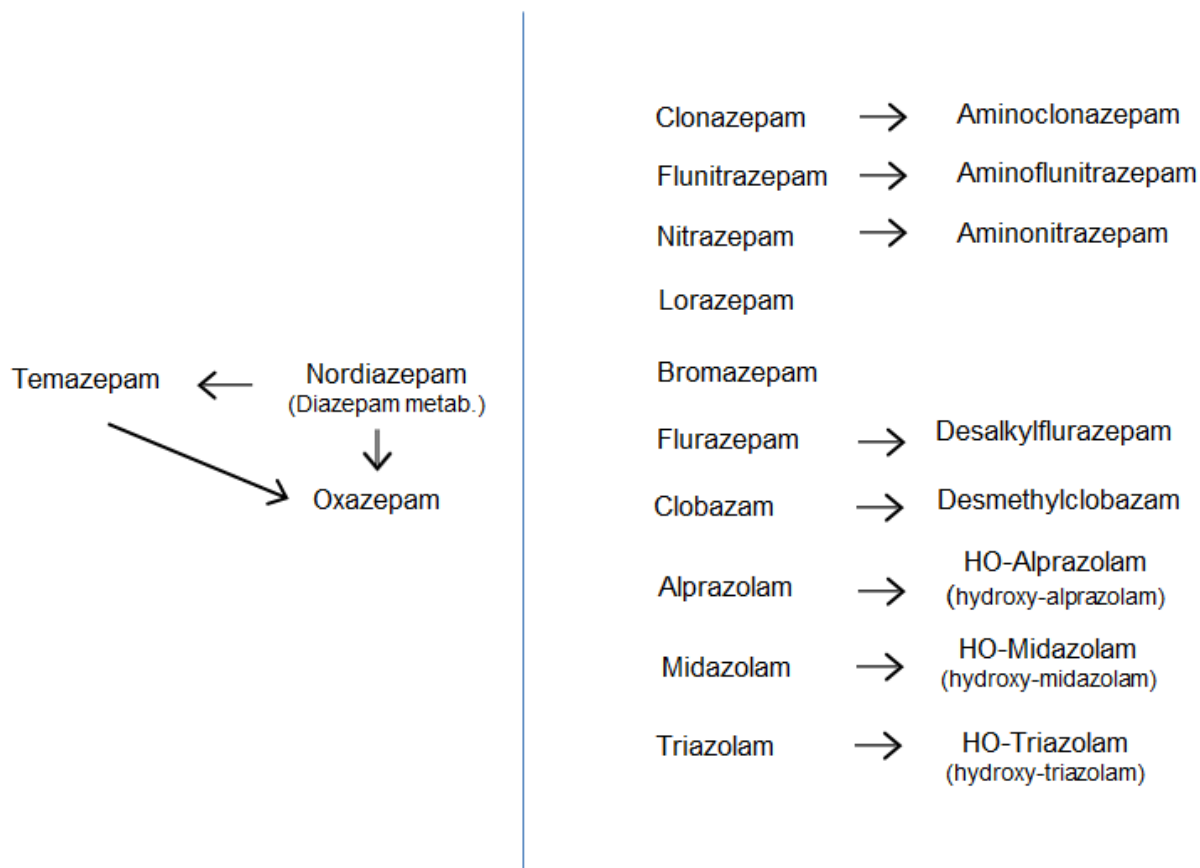 Temazepam
Nordiazepam
(Diazepam metab.)
Oxazepam
Clonazepam
Aminoclonazepam
Flunitrazepam
Aminoflunitrazepam
Nitrazepam
Aminonitrazepam
Lorazepam
Bromazepam
Flurazepam
Desalkylflurazepam
Clobazam
Desmethylclobazam
Alprazolam
HO-Alprazolam
(hydroxy-alprazolam)
Midazolam
HO-Midazolam
(hydroxy-midazolam)
Triazolam
HO-Triazolam
(hydroxy-triazolam)